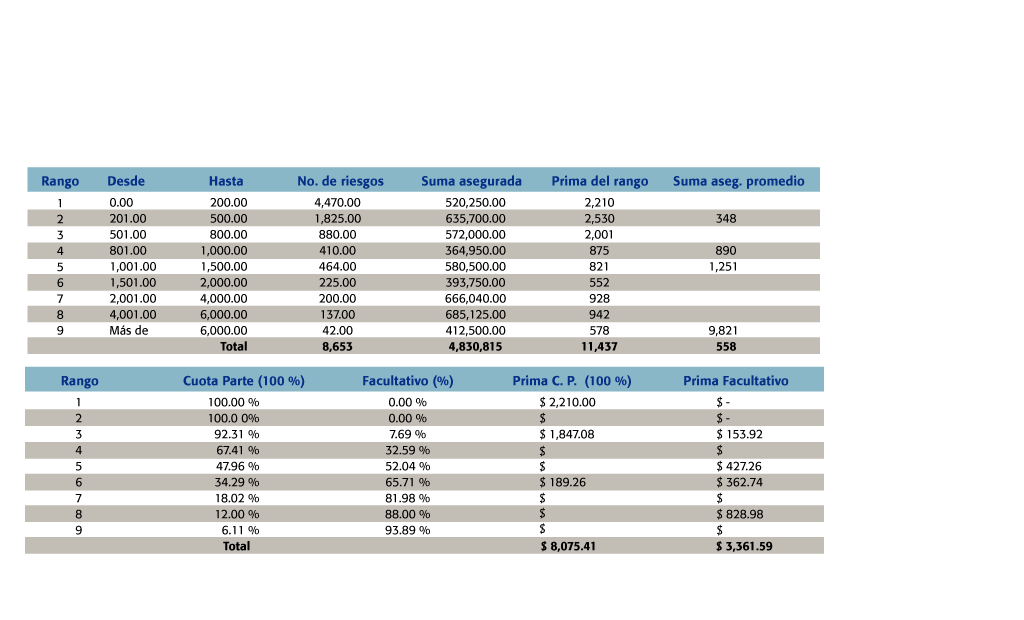 Rango Desde Hasta No. de riesgos Suma asegurada Prima del rango Suma aseg. promedio
1 0.00 200.00 4,470.00 520,250.00 2,210
2 201.00 500.00 1,825.00 635,700.00 2,530 348
3 501.00 800.00 880.00 572,000.00 2,001
4 801.00 1,000.00 410.00 364,950.00 875 890
5 1,001.00 1,500.00 464.00 580,500.00 821 1,251
6 1,501.00 2,000.00 225.00 393,750.00 552
7 2,001.00 4,000.00 200.00 666,040.00 928
8 4,001.00 6,000.00 137.00 685,125.00 942
9 Más de 6,000.00 42.00 412,500.00 578 9,821
Total 8,653 4,830,815 11,437 558
Rango Cuota Parte (100 %) Facultativo (%) Prima C. P. (100 %) Prima Facultativo
1 100.00 % 0.00 % $ 2,210.00 $ -
2 100.0 0% 0.00 % $ $ -
3 92.31 % 7.69 % $ 1,847.08 $ 153.92
4 67.41 % 32.59 % $ $
5 47.96 % 52.04 % $ $ 427.26
6 34.29 % 65.71 % $ 189.26 $ 362.74
7 18.02 % 81.98 % $ $
8 12.00 % 88.00 % $ $ 828.98
9 6.11 % 93.89 % $ $
Total $ 8,075.41 $ 3,361.59